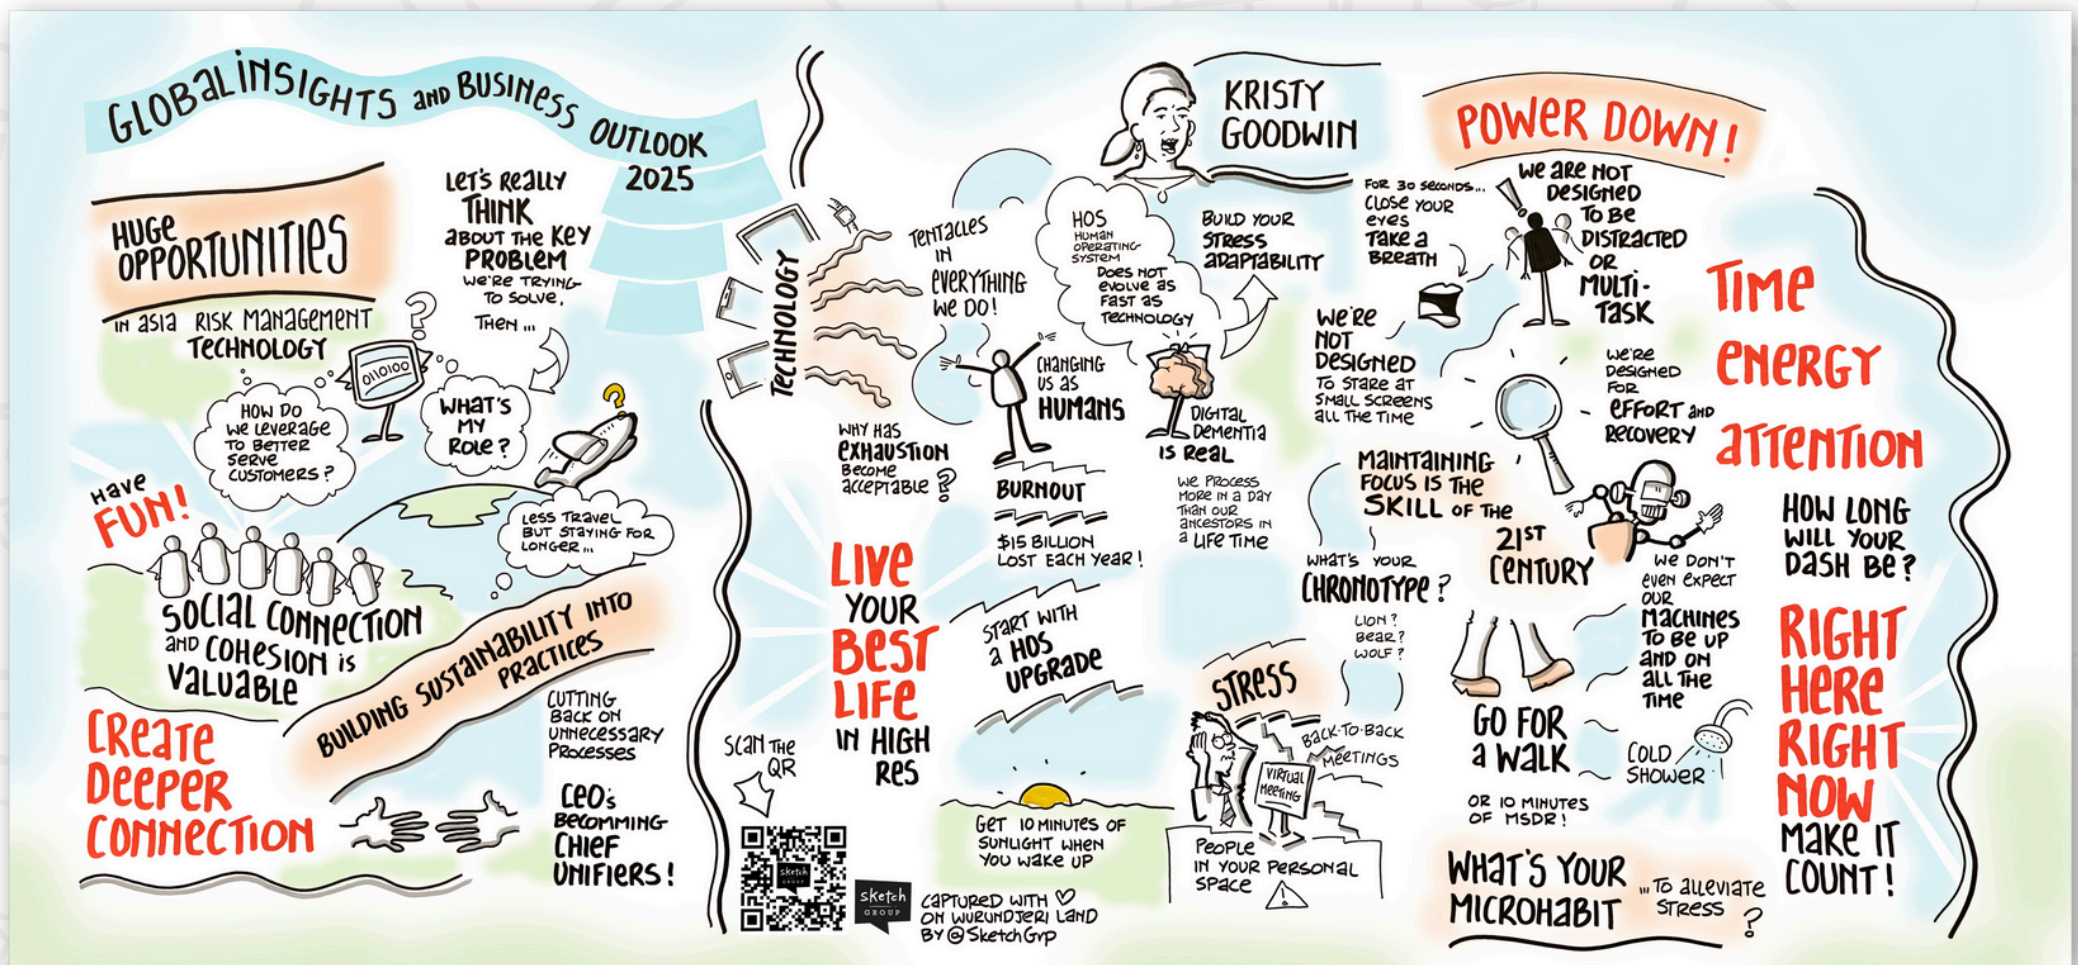 GLOBAL INSIGHTS AND BUSINESS OUTLOOK
2025
HUGE
OPPORTUNITIES
IN ASIA RISK MANAGEMENT
TECHNOLOGY
LET'S REALLY
THINK
ABOUT THE KEY
PROBLEM
WE'RE TRYING
TO SOLVE.
THEN ...
?
0110100
HOW DO
WE LEVERAGE
TO BETTER
SERVE
CUSTOMERS?
WHAT'S
MY
ROLE?
?
LESS TRAVEL
BUT STAYING FOR
LONGER ...
HAVE
FUN!
SOCIAL CONNECTION
AND COHESION IS
VALUABLE
BUILDING SUSTAINABILITY INTO
PRACTICES
CREATE
DEEPER
CONNECTION
CUTTING
BACK ON
UNNECESSARY
PROCESSES
CEO's
BECOMMING
CHIEF
UNIFIERS!
KRISTY
GOODWIN
POWER DOWN!
TECHNOLOGY
TENTACLES
IN
EVERYTHING
WE DO!
CHANGING
US AS
HUMANS
WHY HAS
EXHAUSTION
BECOME
ACCEPTABLE ?
BURNOUT
$15 BILLION
LOST EACH YEAR!
LIVE
YOUR
BEST
LIFE
IN HIGH
RES
START WITH
A HOS
UPGRADE
GET 10 MINUTES OF
SUNLIGHT WHEN
YOU WAKE UP
SCAN THE
QR
sketch
GROUP
sketch
GROUP
CAPTURED WITH ♡
ON WURUNDJERI LAND
BY @SketchGrp
HOS
HUMAN
OPERATING
SYSTEM
DOES NOT
EVOLVE AS
FAST AS
TECHNOLOGY
BUILD YOUR
STRESS
ADAPTABILITY
DIGITAL
DEMENTIA
IS REAL
WE PROCESS
MORE IN A DAY
THAN OUR
ANCESTORS IN
A LIFE TIME
FOR 30 SECONDS...
CLOSE YOUR
EYES
TAKE A
BREATH
!
WE ARE NOT
DESIGNED
TO BE
DISTRACTED
OR
MULTI-
TASK
WE'RE
NOT
DESIGNED
TO STARE AT
SMALL SCREENS
ALL THE TIME
WE'RE
DESIGNED
FOR
EFFORT AND
RECOVERY
MAINTAINING
FOCUS IS THE
SKILL OF THE
21ST
CENTURY
WHAT'S YOUR
CHRONOTYPE?
LION?
BEAR?
WOLF?
WE DON'T
EVEN EXPECT
OUR
MACHINES
TO BE UP
AND ON
ALL THE
TIME
STRESS
BACK-TO-BACK
MEETINGS
VIRTUAL
MEETING
PEOPLE
IN YOUR PERSONAL
SPACE
!
GO FOR
A WALK
COLD
SHOWER
OR 10 MINUTES
OF MSDR!
WHAT'S YOUR
MICROHABIT
... TO ALLEVIATE
STRESS
?
TIME
ENERGY
ATTENTION
HOW LONG
WILL YOUR
DASH BE?
RIGHT
HERE
RIGHT
NOW
MAKE IT
COUNT!